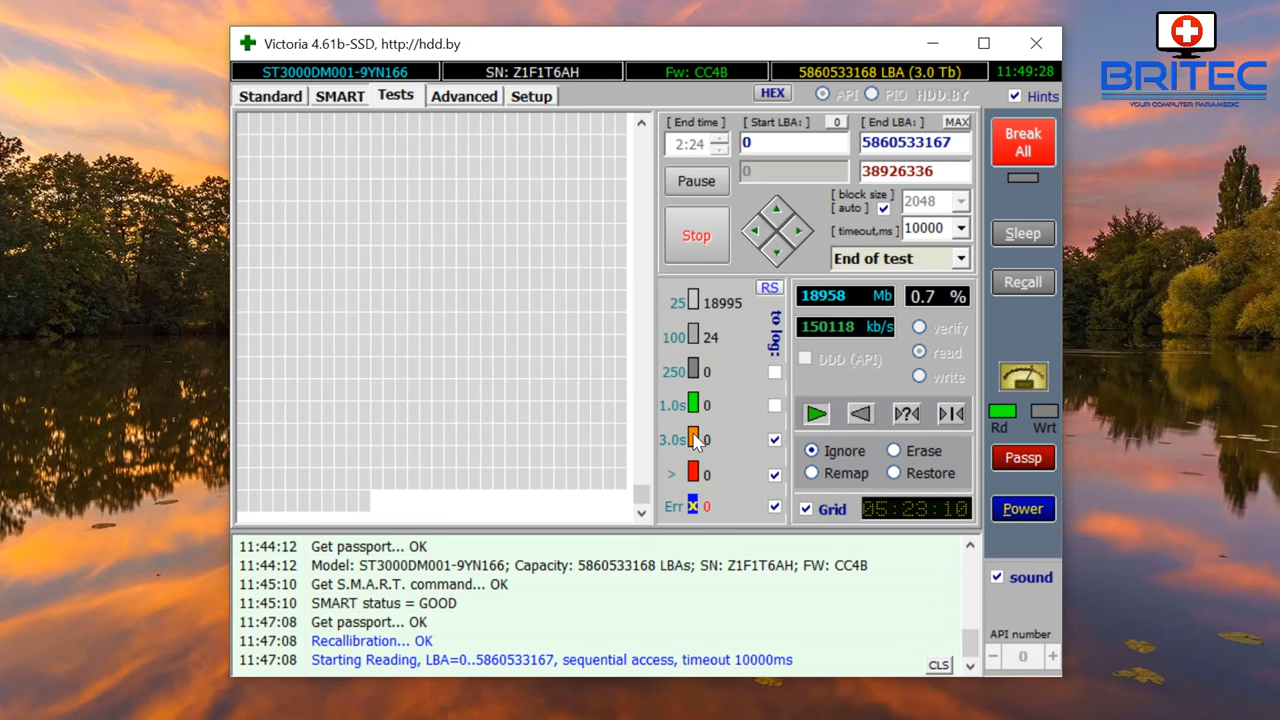 Victoria 4.61b-SSD, http://hdd.by
BRITEC
YOUR COMPUTER PARAMEDIC
ST3000DM001-9YN166 SN: Z1F1T6AH Fw: CC4B 5860533168 LBA (3.0 Tb) 11:49:28
Standard SMART Tests Advanced Setup HEX API PIO HDD.BY Hints
[ End time ] [ Start LBA: ] 0 [ End LBA: ] MAX
2:24 0 5860533167
Break All
Pause 0 38926336
[ block size ]
[ auto ] 2048
Stop [ timeout,ms ] 10000
End of test
Sleep
Recall
RS
to log:
25 18995
100 24
250 0
1.0s 0
3.0s 0
> 0
Err x 0
18958 Mb 0.7 %
150118 kb/s verify
DDD (API) read
write
Ignore Erase
Remap Restore
Grid 05:23:10
Rd Wrt
Passp
Power
sound
API number
− 0 +
11:44:12 Get passport... OK
11:44:12 Model: ST3000DM001-9YN166; Capacity: 5860533168 LBAs; SN: Z1F1T6AH; FW: CC4B
11:45:10 Get S.M.A.R.T. command... OK
11:45:10 SMART status = GOOD
11:47:08 Get passport... OK
11:47:08 Recallibration... OK
11:47:08 Starting Reading, LBA=0..5860533167, sequential access, timeout 10000ms
CLS